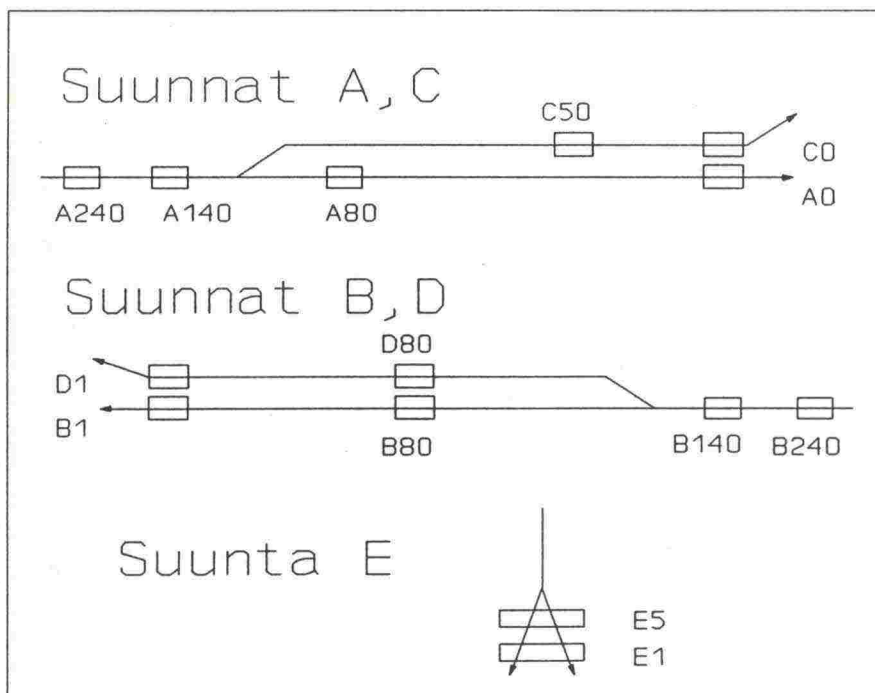 Suunnat A,C
C50
C0
A240 A140 A80 A0
Suunnat B,D
D80
D1
B1
B80 B140 B240
Suunta E
E5
E1